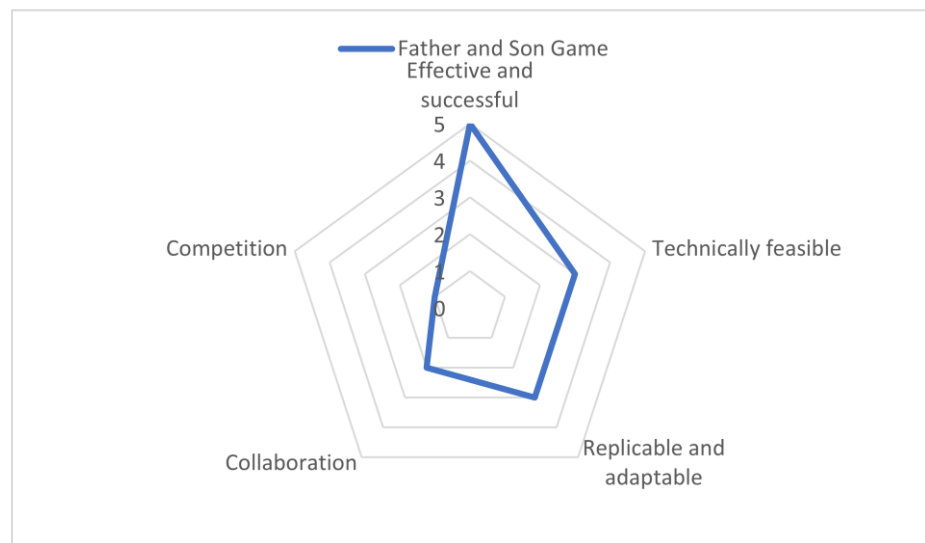 Father and Son Game
Effective and
successful
5
4
3
2
1
0
Competition
Technically feasible
Collaboration
Replicable and
adaptable